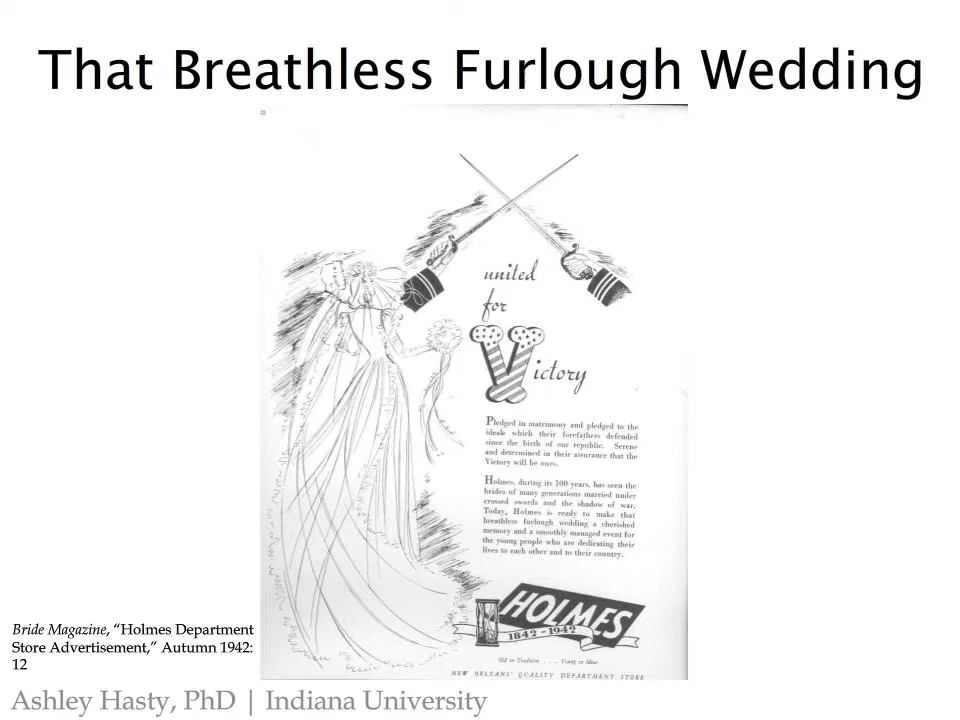 That Breathless Furlough Wedding
united
for
Victory
Pledged in matrimony and pledged to the
ideals which their forefathers defended
since the birth of our republic. Serene
and determined in their assurance that the
Victory will be ours.
Holmes, during its 100 years, has seen the
brides of many generations married under
crossed swords and the shadow of war.
Today, Holmes is ready to make that
breathless furlough wedding a cherished
memory and a smoothly managed event for
the young people who are dedicating their
lives to each other and to their country.
HOLMES
1842-1942
Old in Tradition . . . Young in Ideas
NEW ORLEANS' QUALITY DEPARTMENT STORE
Bride Magazine, “Holmes Department
Store Advertisement,” Autumn 1942:
12
Ashley Hasty, PhD | Indiana University